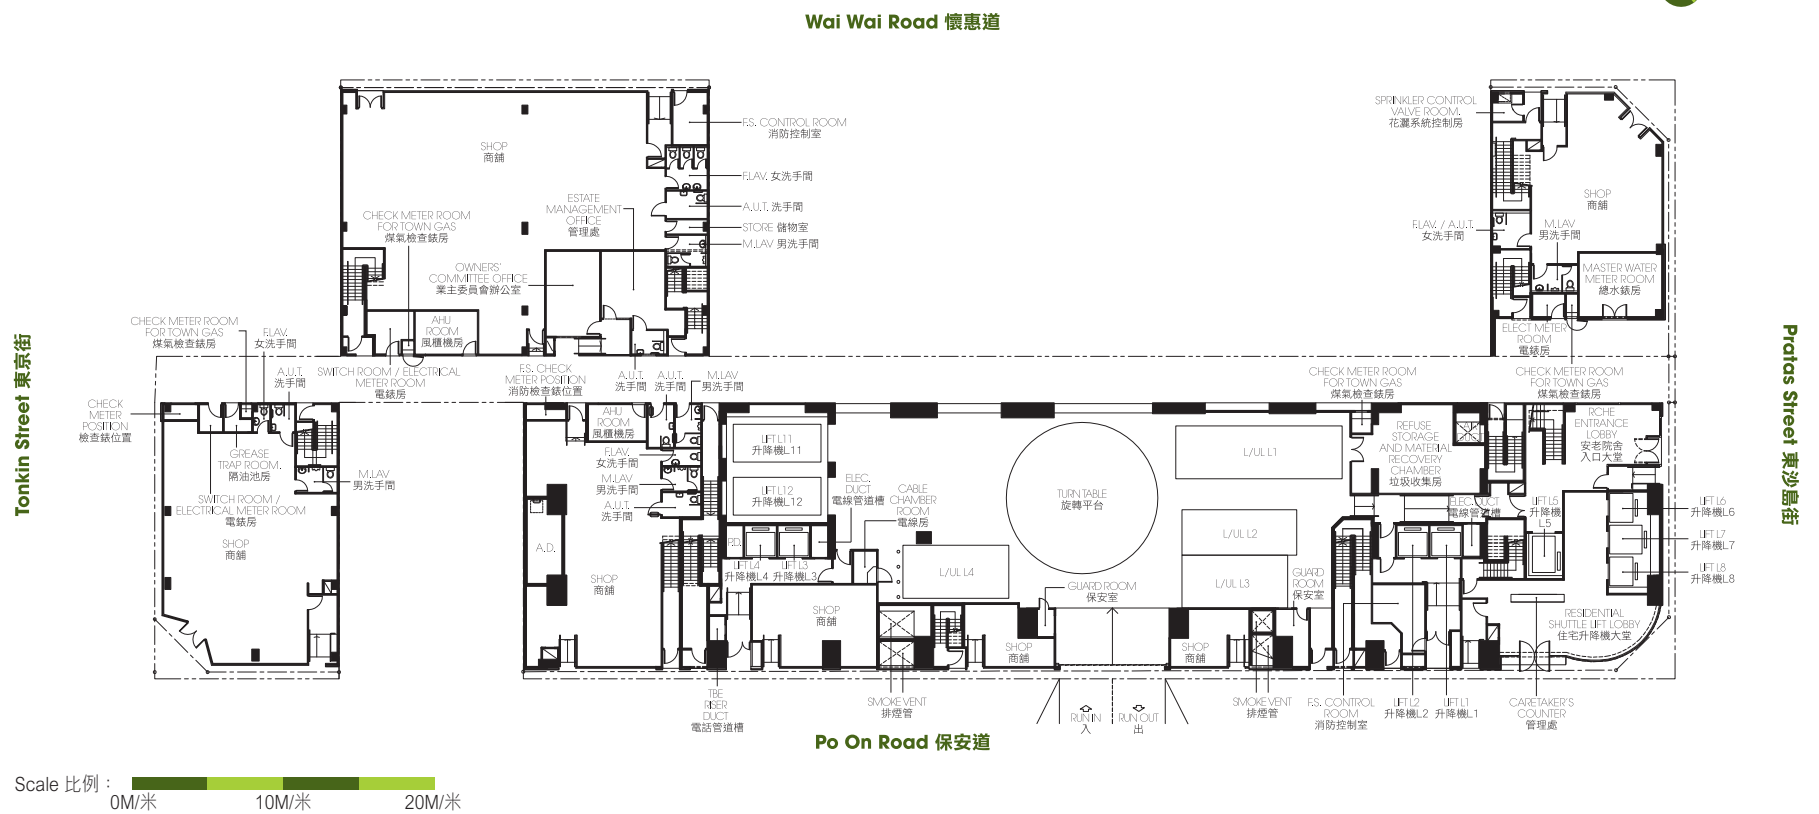 Wai Wai Road 懷惠道
SHOP
商舖
F.S. CONTROL ROOM
消防控制室
F.LAV. 女洗手間
A.U.T. 洗手間
STORE 儲物室
M.LAV 男洗手間
ESTATE
MANAGEMENT
OFFICE
管理處
CHECK METER ROOM
FOR TOWN GAS
煤氣檢查錶房
OWNERS'
COMMITTEE OFFICE
業主委員會辦公室
AHU
ROOM
風櫃機房
SPRINKLER CONTROL
VALVE ROOM.
花灑系統控制房
SHOP
商舖
F.LAV. / A.U.T.
女洗手間
M.LAV
男洗手間
MASTER WATER
METER ROOM
總水錶房
ELECT METER
ROOM
電錶房
CHECK METER ROOM
FOR TOWN GAS
煤氣檢查錶房
F.LAV.
女洗手間
A.U.T.
洗手間
SWITCH ROOM / ELECTRICAL
METER ROOM
電錶房
F.S. CHECK
METER POSITION
消防檢查錶位置
A.U.T.
洗手間
A.U.T.
洗手間
M.LAV
男洗手間
CHECK METER ROOM
FOR TOWN GAS
煤氣檢查錶房
CHECK METER ROOM
FOR TOWN GAS
煤氣檢查錶房
Tonkin Street 東京街
Pratas Street 東沙島街
CHECK
METER
POSITION
檢查錶位置
GREASE
TRAP ROOM.
隔油池房
M.LAV
男洗手間
SWITCH ROOM /
ELECTRICAL METER ROOM
電錶房
SHOP
商舖
AHU
ROOM
風櫃機房
F.LAV.
女洗手間
M.LAV
男洗手間
A.U.T.
洗手間
A.D.
SHOP
商舖
LIFT L11
升降機L11
LIFT L12
升降機L12
P.D.
LIFT L4
升降機L4
LIFT L3
升降機L3
ELEC.
DUCT
電線管道槽
CABLE
CHAMBER
ROOM
電線房
TURN TABLE
旋轉平台
L/UL L1
L/UL L2
L/UL L3
L/UL L4
GUARD ROOM
保安室
GUARD
ROOM
保安室
REFUSE
STORAGE
AND MATERIAL
RECOVERY
CHAMBER
垃圾收集房
RCHE
ENTRANCE
LOBBY
安老院舍
入口大堂
ELEC. DUCT
電線管道槽
LIFT L5
升降機
L5
LIFT L6
升降機L6
LIFT L7
升降機L7
LIFT L8
升降機L8
RESIDENTIAL
SHUTTLE LIFT LOBBY
住宅升降機大堂
SHOP
商舖
SHOP
商舖
SHOP
商舖
TBE
RISER
DUCT
電話管道槽
SMOKE VENT
排煙管
RUN IN
入
RUN OUT
出
SMOKE VENT
排煙管
F.S. CONTROL
ROOM
消防控制室
LIFT L2
升降機L2
LIFT L1
升降機L1
CARETAKER'S
COUNTER
管理處
Po On Road 保安道
Scale 比例：
0M/米
10M/米
20M/米